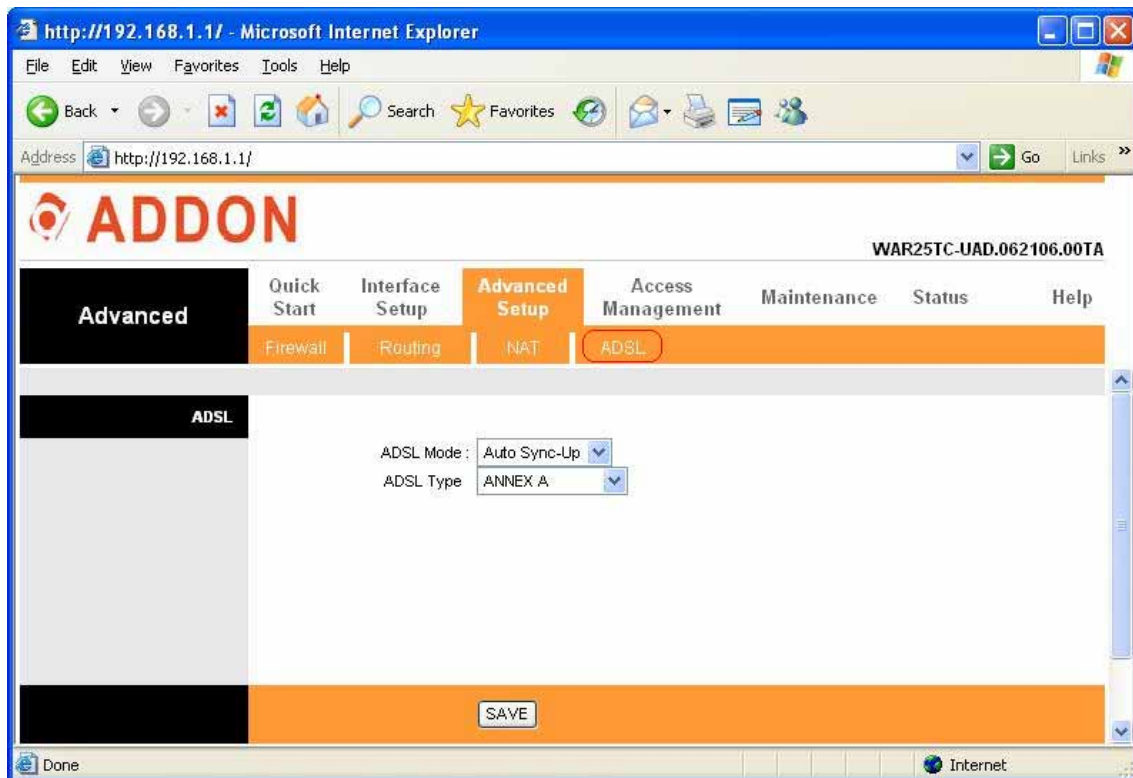 http://192.168.1.1/ - Microsoft Internet Explorer
File Edit View Favorites Tools Help
Back Search Favorites
Address http://192.168.1.1/ Go Links »
ADDON
WAR25TC-UAD.062106.00TA
Advanced
Quick Start
Interface Setup
Advanced Setup
Access Management
Maintenance
Status
Help
Firewall Routing NAT ADSL
ADSL
ADSL Mode : Auto Sync-Up
ADSL Type ANNEX A
SAVE
Done Internet